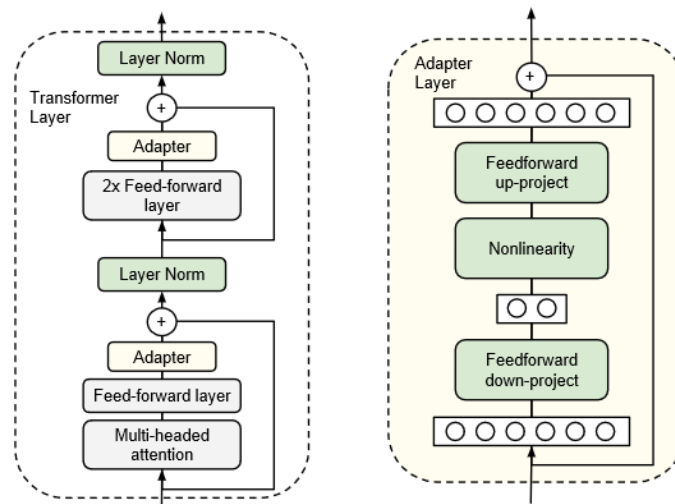 Layer Norm
Transformer
Layer
+
Adapter
2x Feed-forward
layer
Layer Norm
+
Adapter
Feed-forward layer
Multi-headed
attention
Adapter
Layer
+
Feedforward
up-project
Nonlinearity
Feedforward
down-project